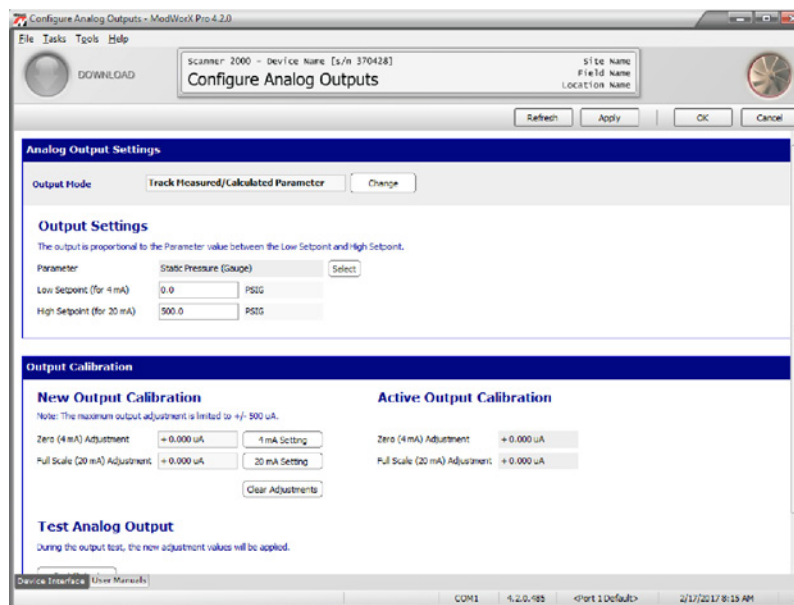 Configure Analog Outputs - ModWorX Pro 4.2.0
File Tasks Tools Help
DOWNLOAD
Scanner 2000 - Device Name [s/n 370428]
Configure Analog Outputs
Site Name
Field Name
Location Name
Refresh Apply OK Cancel
Analog Output Settings
Output Mode Track Measured/Calculated Parameter Change
Output Settings
The output is proportional to the Parameter value between the Low Setpoint and High Setpoint.
Parameter Static Pressure (Gauge) Select
Low Setpoint (for 4 mA) 0.0 PSIG
High Setpoint (for 20 mA) 500.0 PSIG
Output Calibration
New Output Calibration Active Output Calibration
Note: The maximum output adjustment is limited to +/- 500 uA.
Zero (4 mA) Adjustment + 0.000 uA 4 mA Setting Zero (4 mA) Adjustment + 0.000 uA
Full Scale (20 mA) Adjustment + 0.000 uA 20 mA Setting Full Scale (20 mA) Adjustment + 0.000 uA
Clear Adjustments
Test Analog Output
During the output test, the new adjustment values will be applied.
Device Interface User Manuals
COM1 4.2.0.485 <Port 1 Default> 2/17/2017 8:15 AM